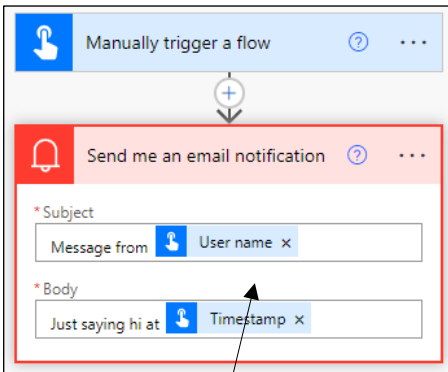 Manually trigger a flow
Send me an email notification
* Subject
Message from User name ×
* Body
Just saying hi at Timestamp ×